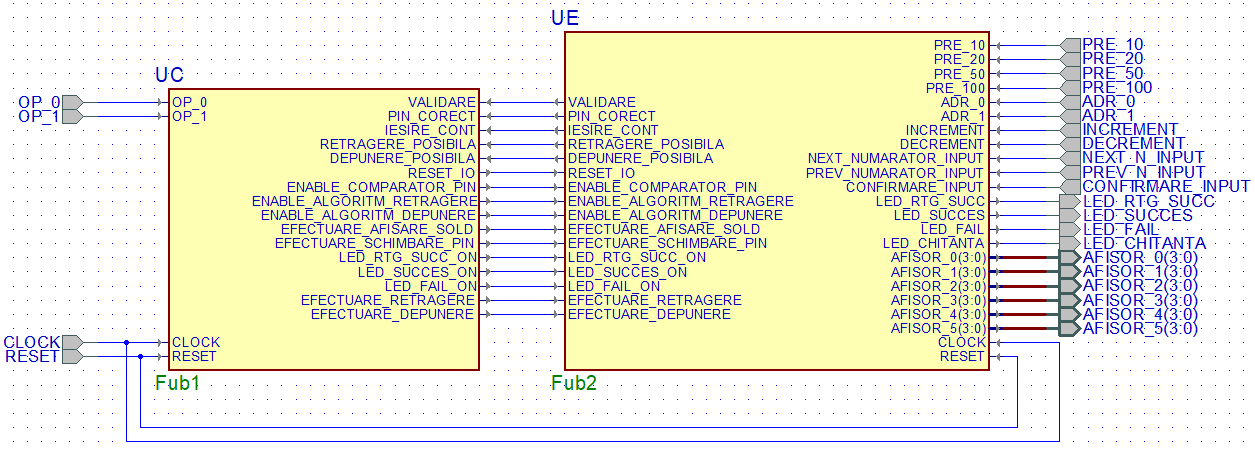 UE
UC
OP_0
OP_1
OP_0
OP_1
VALIDARE
PIN_CORECT
IESIRE_CONT
RETRAGERE_POSIBILA
DEPUNERE_POSIBILA
RESET_IO
ENABLE_COMPARATOR_PIN
ENABLE_ALGORITM_RETRAGERE
ENABLE_ALGORITM_DEPUNERE
EFECTUARE_AFISARE_SOLD
EFECTUARE_SCHIMBARE_PIN
LED_RTG_SUCC_ON
LED_SUCCES_ON
LED_FAIL_ON
EFECTUARE_RETRAGERE
EFECTUARE_DEPUNERE
CLOCK
RESET
CLOCK
RESET
Fub1
VALIDARE
PIN_CORECT
IESIRE_CONT
RETRAGERE_POSIBILA
DEPUNERE_POSIBILA
RESET_IO
ENABLE_COMPARATOR_PIN
ENABLE_ALGORITM_RETRAGERE
ENABLE_ALGORITM_DEPUNERE
EFECTUARE_AFISARE_SOLD
EFECTUARE_SCHIMBARE_PIN
LED_RTG_SUCC_ON
LED_SUCCES_ON
LED_FAIL_ON
EFECTUARE_RETRAGERE
EFECTUARE_DEPUNERE
PRE_10
PRE_20
PRE_50
PRE_100
ADR_0
ADR_1
INCREMENT
DECREMENT
NEXT_NUMARATOR_INPUT
PREV_NUMARATOR_INPUT
CONFIRMARE_INPUT
LED_RTG_SUCC
LED_SUCCES
LED_FAIL
LED_CHITANTA
AFISOR_0(3:0)
AFISOR_1(3:0)
AFISOR_2(3:0)
AFISOR_3(3:0)
AFISOR_4(3:0)
AFISOR_5(3:0)
CLOCK
RESET
Fub2
PRE_10
PRE_20
PRE_50
PRE_100
ADR_0
ADR_1
INCREMENT
DECREMENT
NEXT_N_INPUT
PREV_N_INPUT
CONFIRMARE_INPUT
LED_RTG_SUCC
LED_SUCCES
LED_FAIL
LED_CHITANTA
AFISOR_0(3:0)
AFISOR_1(3:0)
AFISOR_2(3:0)
AFISOR_3(3:0)
AFISOR_4(3:0)
AFISOR_5(3:0)